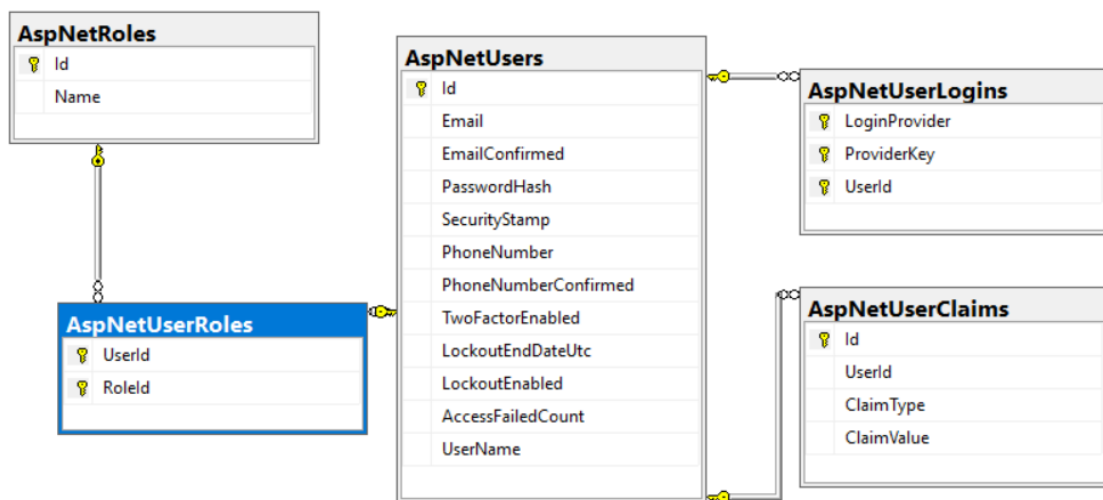 AspNetRoles
Id
Name
AspNetUserRoles
UserId
RoleId
AspNetUsers
Id
Email
EmailConfirmed
PasswordHash
SecurityStamp
PhoneNumber
PhoneNumberConfirmed
TwoFactorEnabled
LockoutEndDateUtc
LockoutEnabled
AccessFailedCount
UserName
AspNetUserLogins
LoginProvider
ProviderKey
UserId
AspNetUserClaims
Id
UserId
ClaimType
ClaimValue